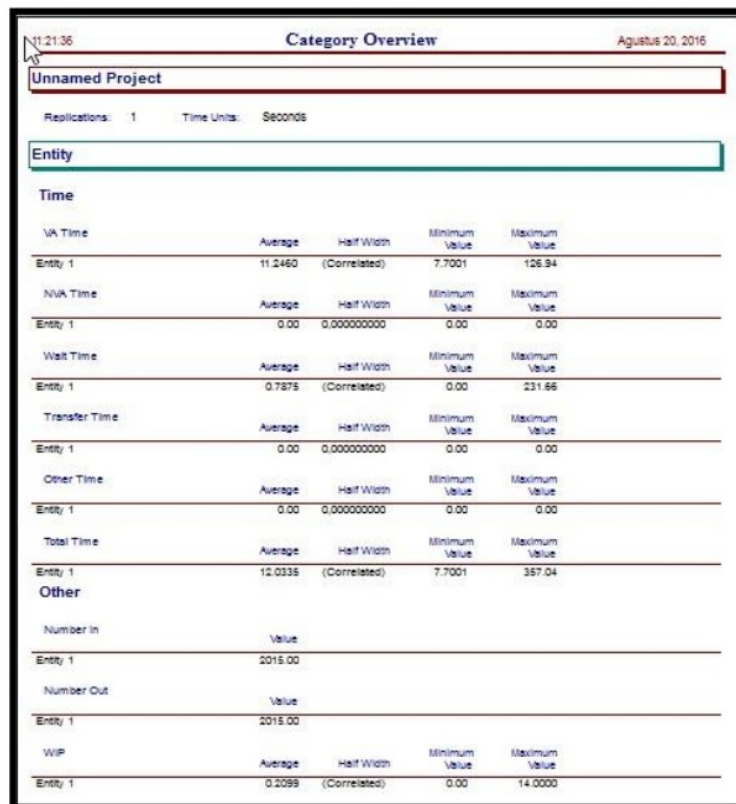 11:21:36 Category Overview Agustus 20, 2016
Unnamed Project
Replications: 1 Time Units: Seconds
Entity
Time
VA Time Average Half Width Minimum Value Maximum Value
Entity 1 11.2460 (Correlated) 7.7001 126.94
NVA Time Average Half Width Minimum Value Maximum Value
Entity 1 0.00 0,000000000 0.00 0.00
Wait Time Average Half Width Minimum Value Maximum Value
Entity 1 0.7875 (Correlated) 0.00 231.66
Transfer Time Average Half Width Minimum Value Maximum Value
Entity 1 0.00 0,000000000 0.00 0.00
Other Time Average Half Width Minimum Value Maximum Value
Entity 1 0.00 0,000000000 0.00 0.00
Total Time Average Half Width Minimum Value Maximum Value
Entity 1 12.0335 (Correlated) 7.7001 357.04
Other
Number In Value
Entity 1 2015.00
Number Out Value
Entity 1 2015.00
WIP Average Half Width Minimum Value Maximum Value
Entity 1 0.2099 (Correlated) 0.00 14.0000